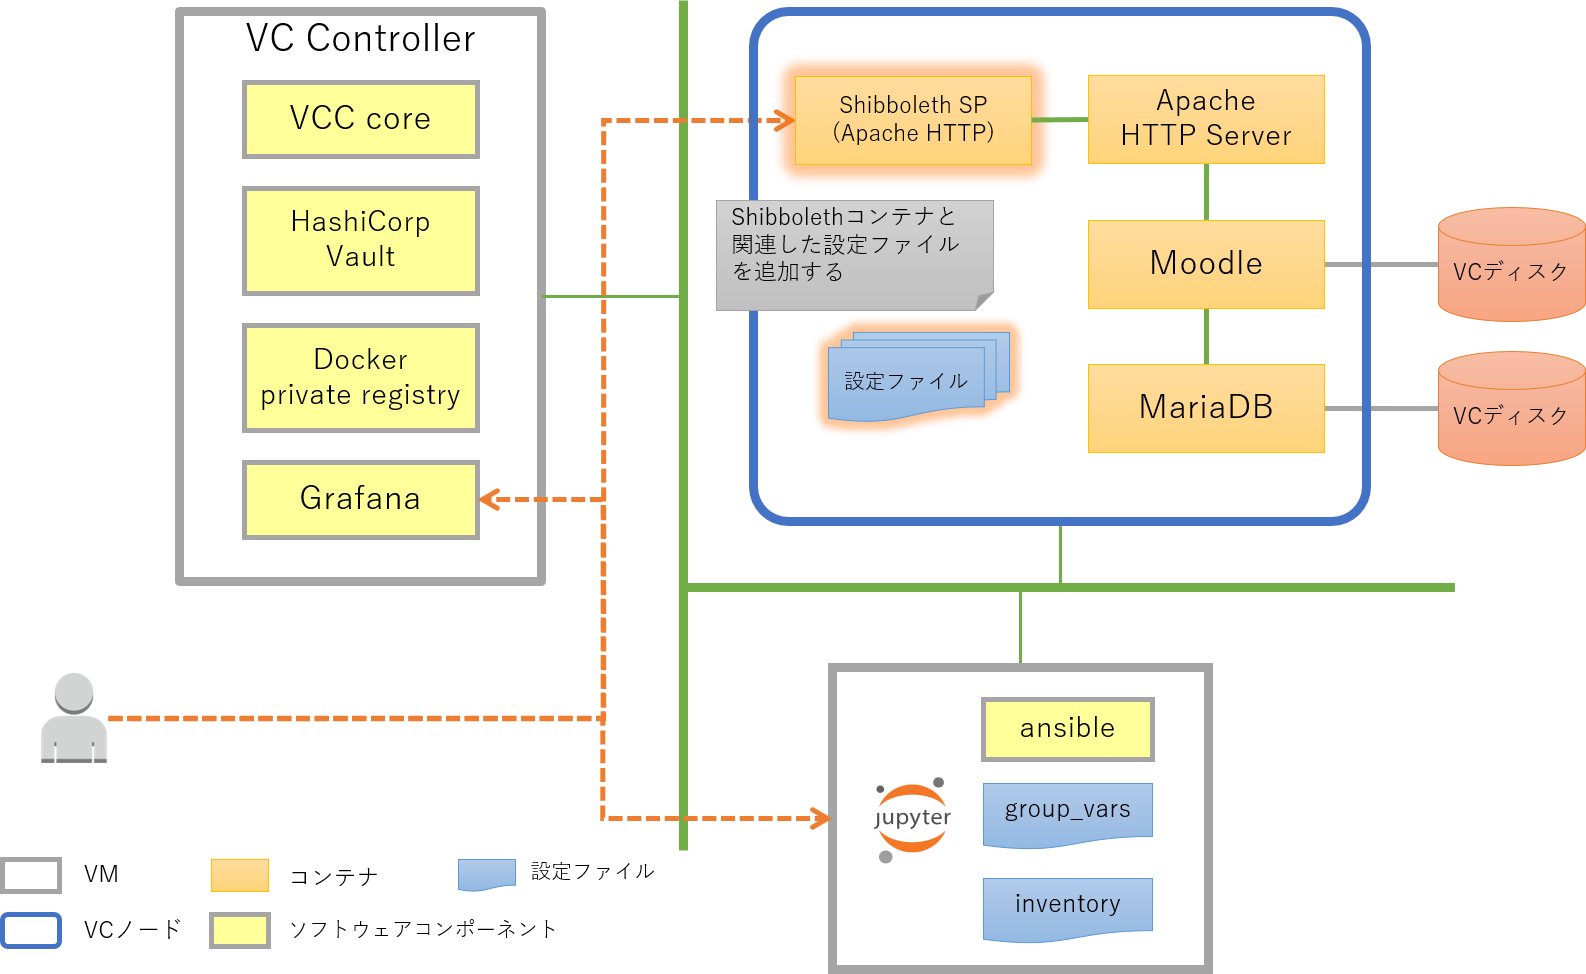 VC Controller
VCC core
HashiCorp
Vault
Docker
private registry
Grafana
Shibboleth SP
(Apache HTTP)
Apache
HTTP Server
Shibbolethコンテナと
関連した設定ファイル
を追加する
設定ファイル
Moodle
MariaDB
VCディスク
VCディスク
ansible
jupyter
group_vars
inventory
VM
コンテナ
設定ファイル
VCノード
ソフトウェアコンポーネント